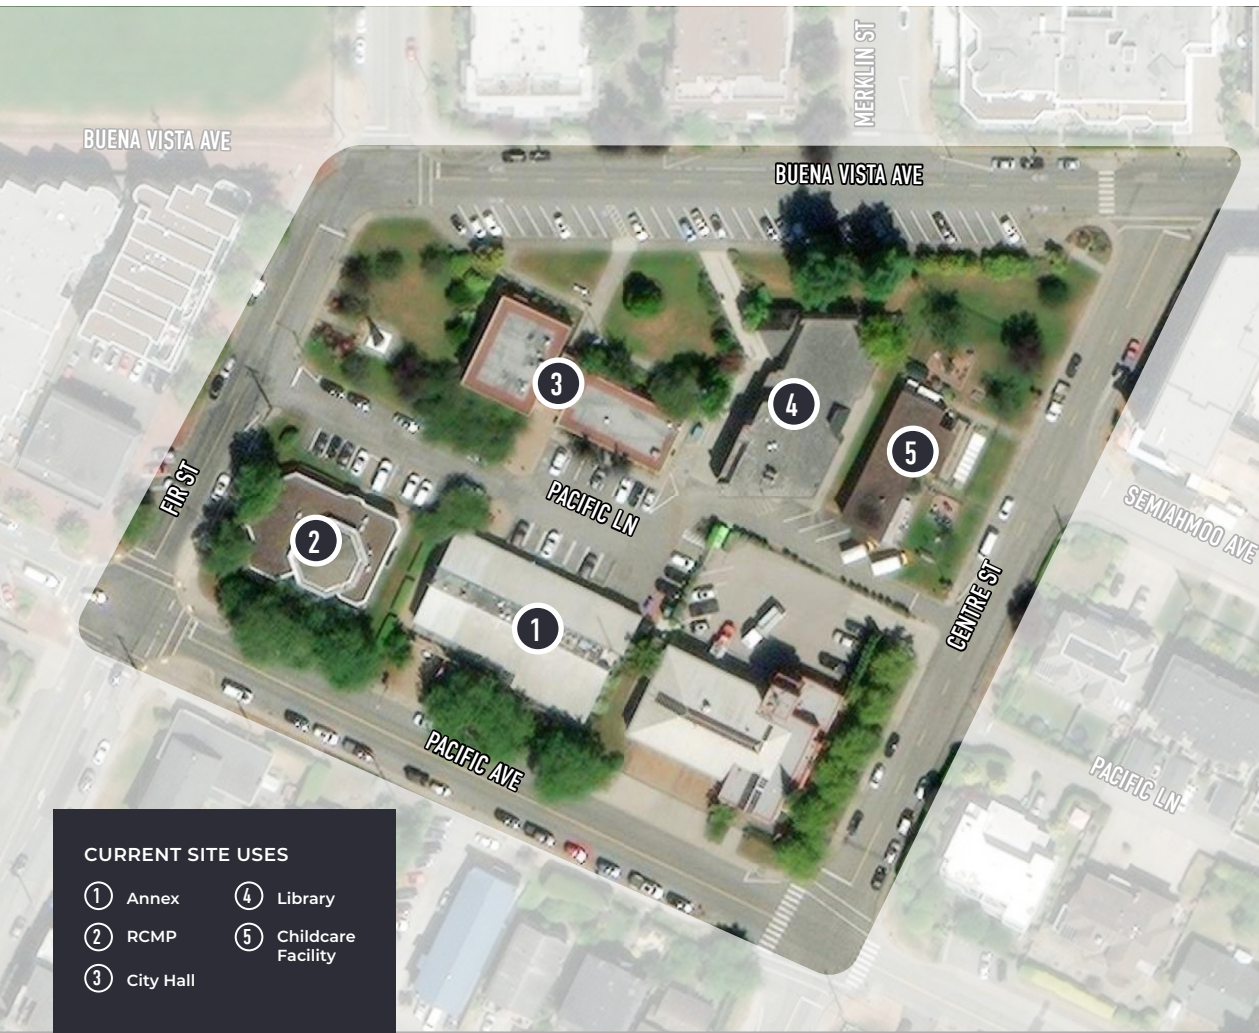 MERKLIN ST
BUENA VISTA AVE
BUENA VISTA AVE
3
4
5
FIR ST
PACIFIC LN
SEMIAHMOO AVE
2
CENTRE ST
1
PACIFIC AVE
PACIFIC LN
CURRENT SITE USES
1 Annex
2 RCMP
3 City Hall
4 Library
5 Childcare
Facility